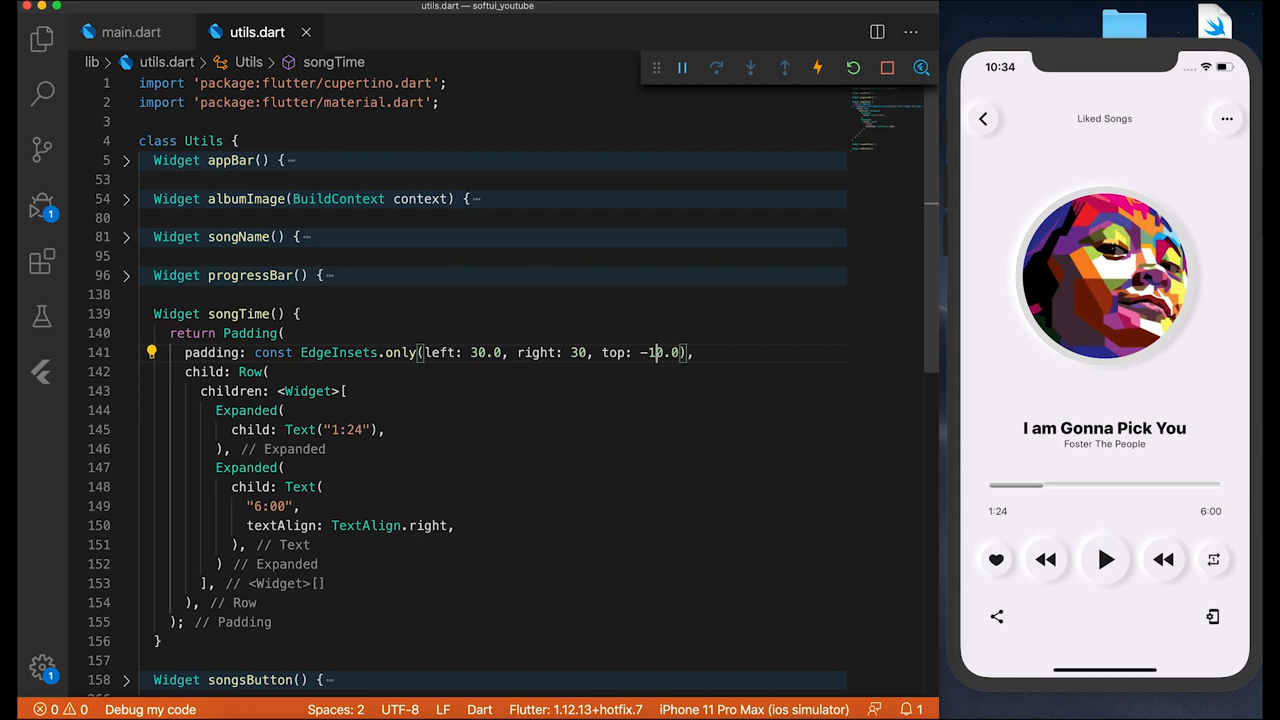 utils.dart — softui_youtube
main.dart
utils.dart
lib > utils.dart > Utils > songTime
1 import 'package:flutter/cupertino.dart';
2 import 'package:flutter/material.dart';
3
4 class Utils {
5 Widget appBar() {⋯
53
54 Widget albumImage(BuildContext context) {⋯
80
81 Widget songName() {⋯
95
96 Widget progressBar() {⋯
138
139 Widget songTime() {
140 return Padding(
141 padding: const EdgeInsets.only(left: 30.0, right: 30, top: -10.0),
142 child: Row(
143 children: <Widget>[
144 Expanded(
145 child: Text("1:24"),
146 ), // Expanded
147 Expanded(
148 child: Text(
149 "6:00",
150 textAlign: TextAlign.right,
151 ), // Text
152 ) // Expanded
153 ], // <Widget>[]
154 ), // Row
155 ); // Padding
156 }
157
158 Widget songsButton() {⋯
1
1
0 0 Debug my code Spaces: 2 UTF-8 LF Dart Flutter: 1.12.13+hotfix.7 iPhone 11 Pro Max (ios simulator) 1
10:34
Liked Songs
I am Gonna Pick You
Foster The People
1:24 6:00